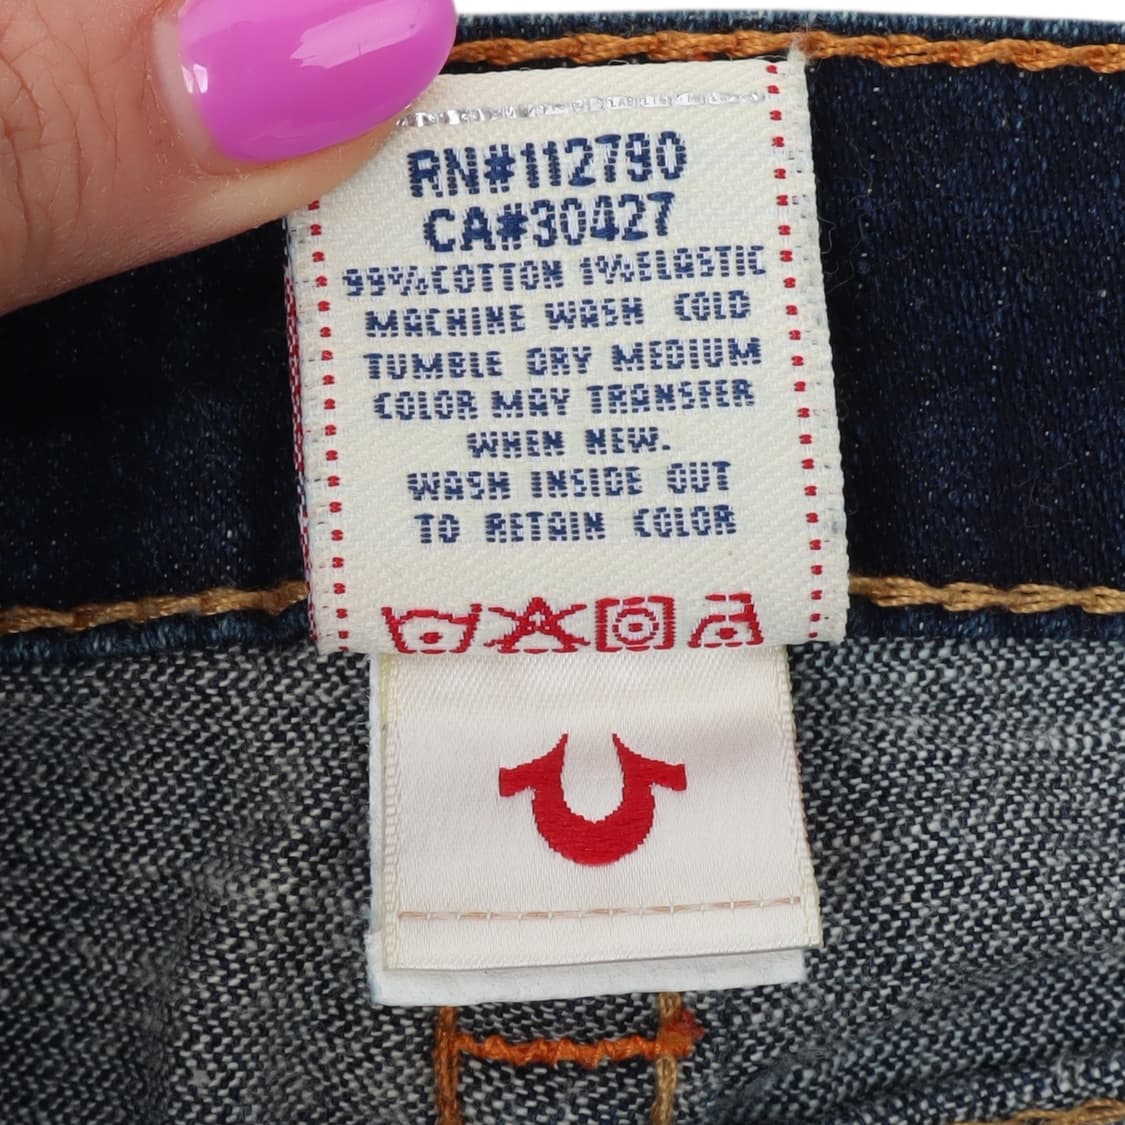 RN#112790
CA#30427
99%COTTON 1%ELASTIC
MACHINE WASH COLD
TUMBLE DRY MEDIUM
COLOR MAY TRANSFER
WHEN NEW.
WASH INSIDE OUT
TO RETAIN COLOR